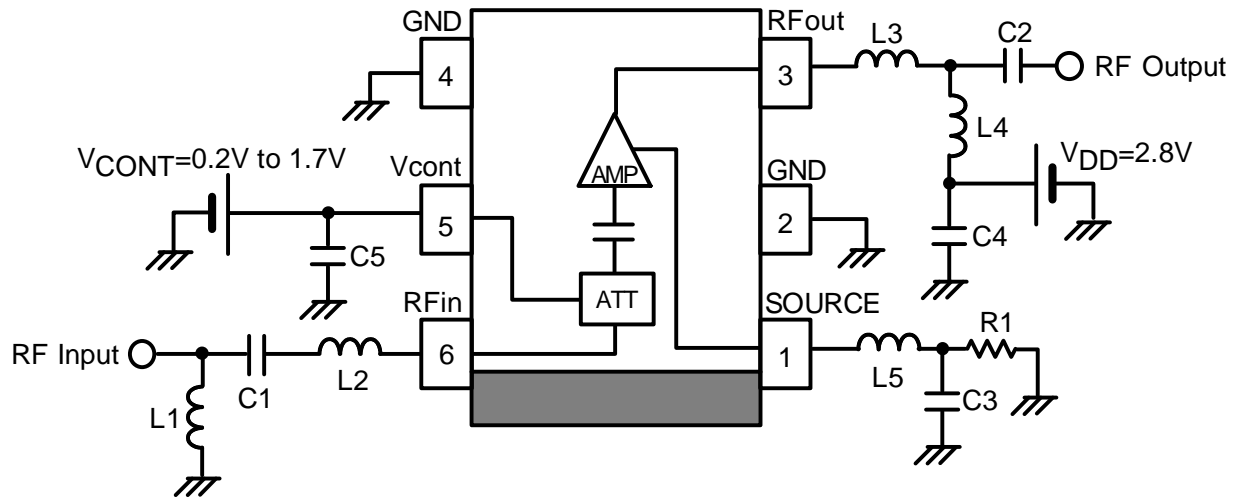 GND
RFout
L3
C2
4
3
RF Output
L4
VCONT=0.2V to 1.7V
Vcont
AMP
GND
VDD=2.8V
5
2
C5
C4
RFin
ATT
SOURCE
R1
RF Input
6
1
C1
L2
L5
C3
L1